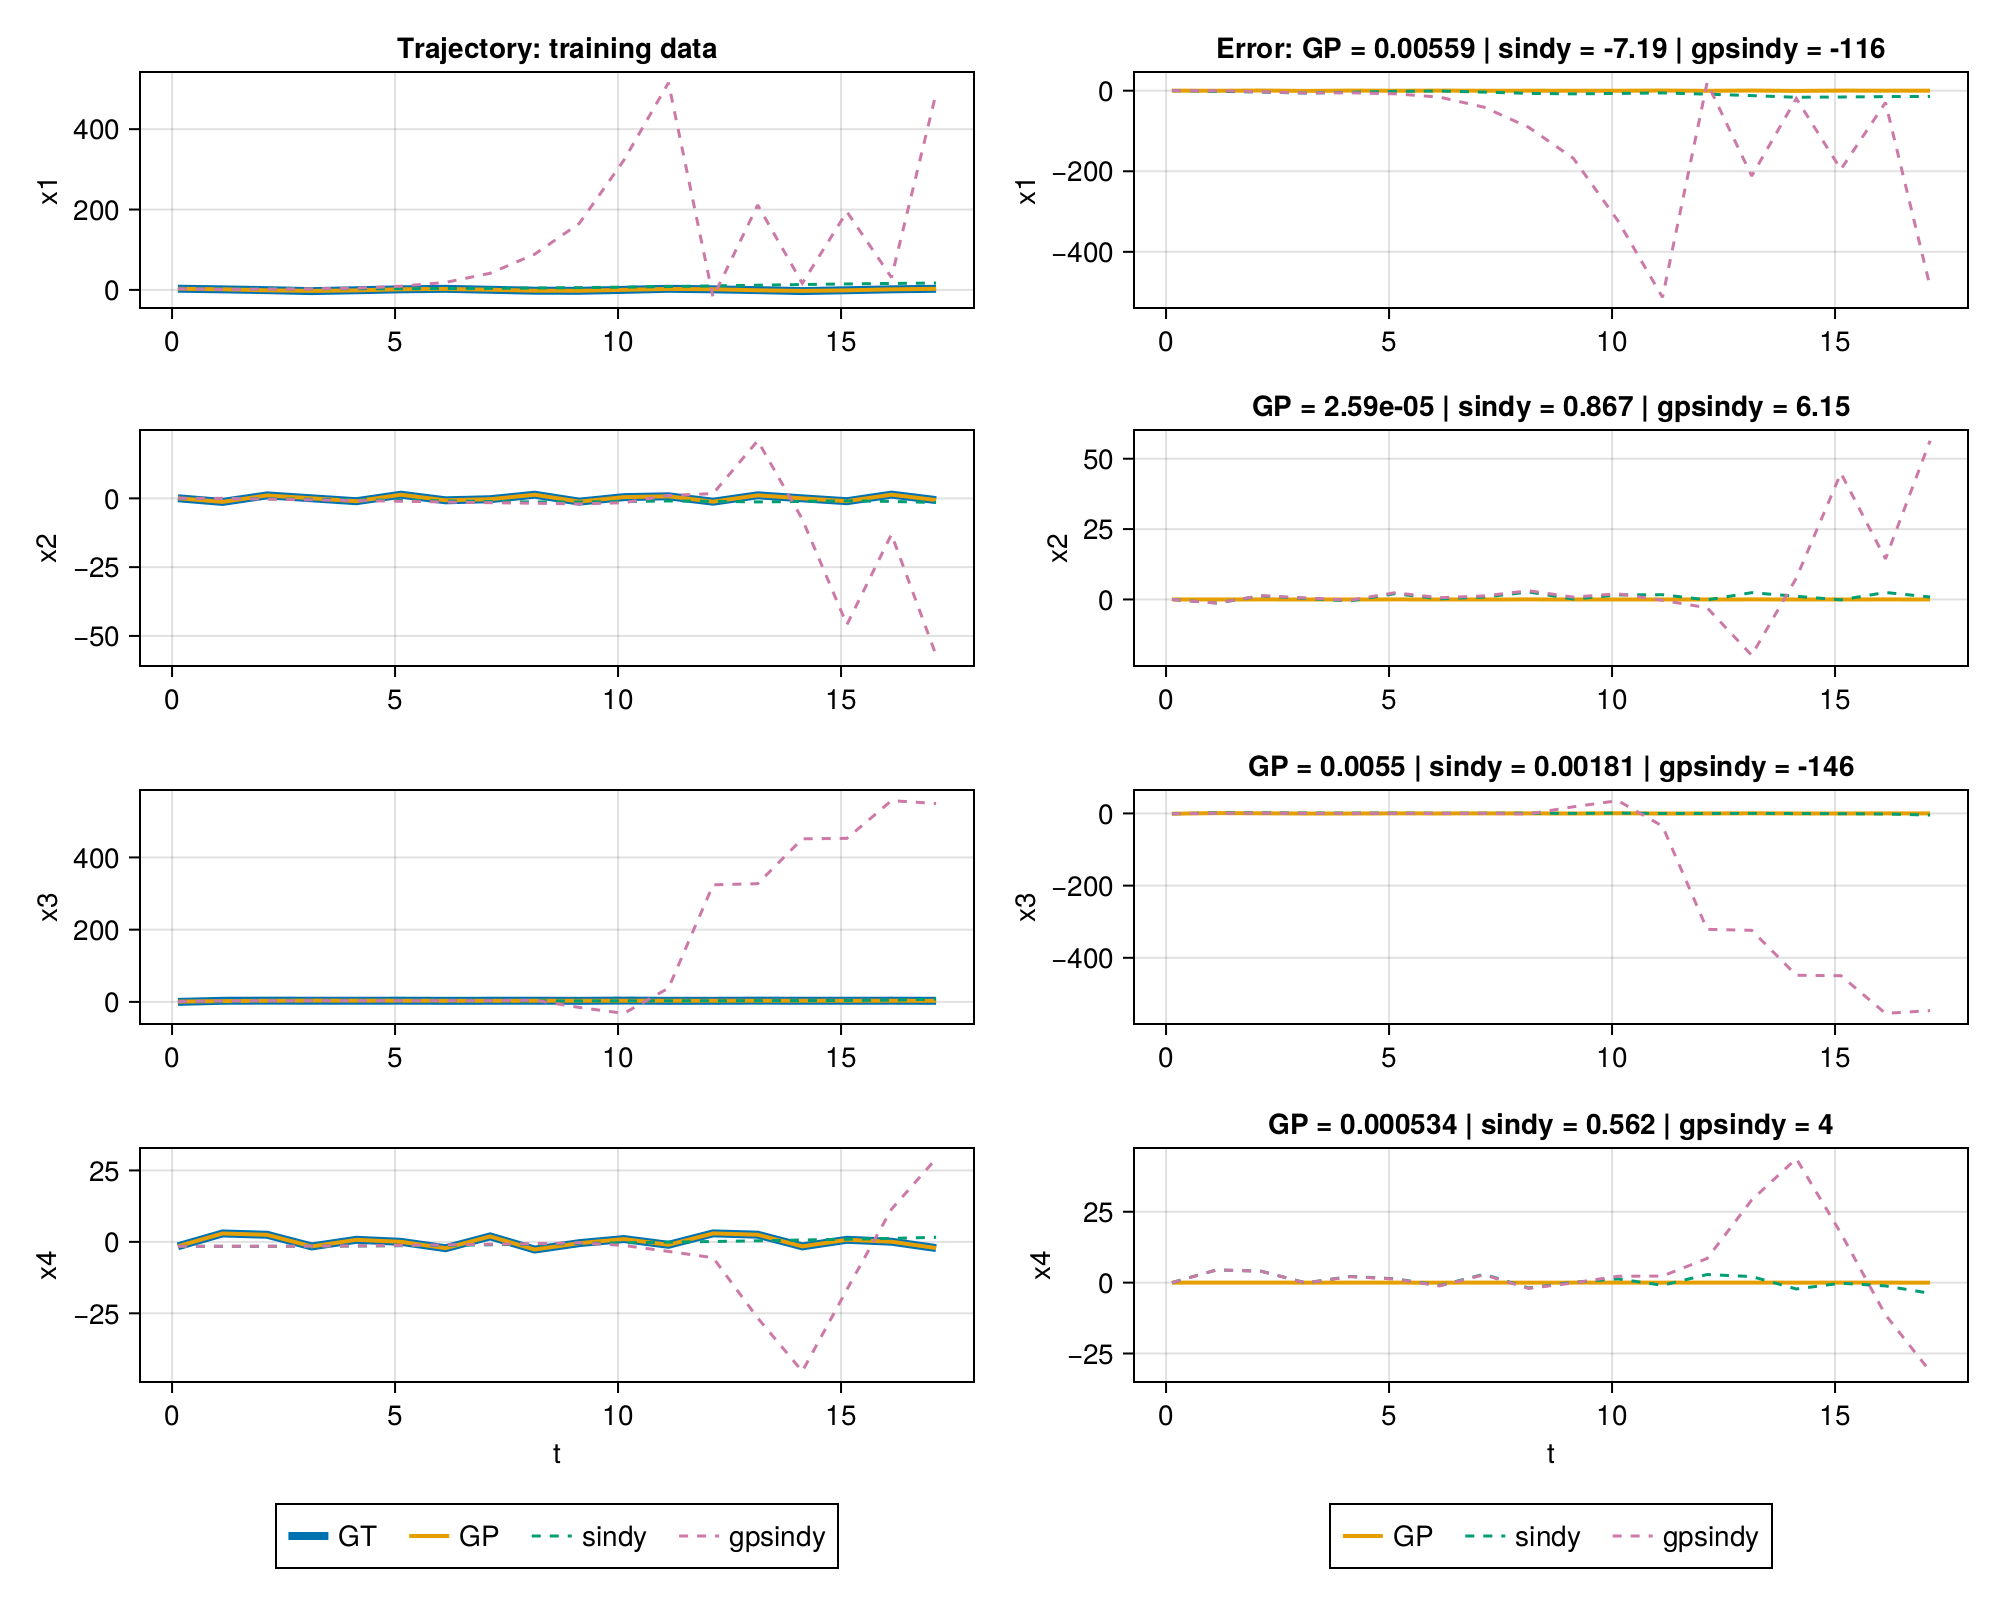 Trajectory: training data
Error: GP = 0.00559 | sindy = -7.19 | gpsindy = -116
x1
400
200
0
0 5 10 15
x1
0
−200
−400
0 5 10 15
GP = 2.59e-05 | sindy = 0.867 | gpsindy = 6.15
x2
0
−25
−50
0 5 10 15
x2
50
25
0
0 5 10 15
GP = 0.0055 | sindy = 0.00181 | gpsindy = -146
x3
400
200
0
0 5 10 15
x3
0
−200
−400
0 5 10 15
GP = 0.000534 | sindy = 0.562 | gpsindy = 4
x4
25
0
−25
0 5 10 15
t
x4
25
0
−25
0 5 10 15
t
GT GP sindy gpsindy
GP sindy gpsindy